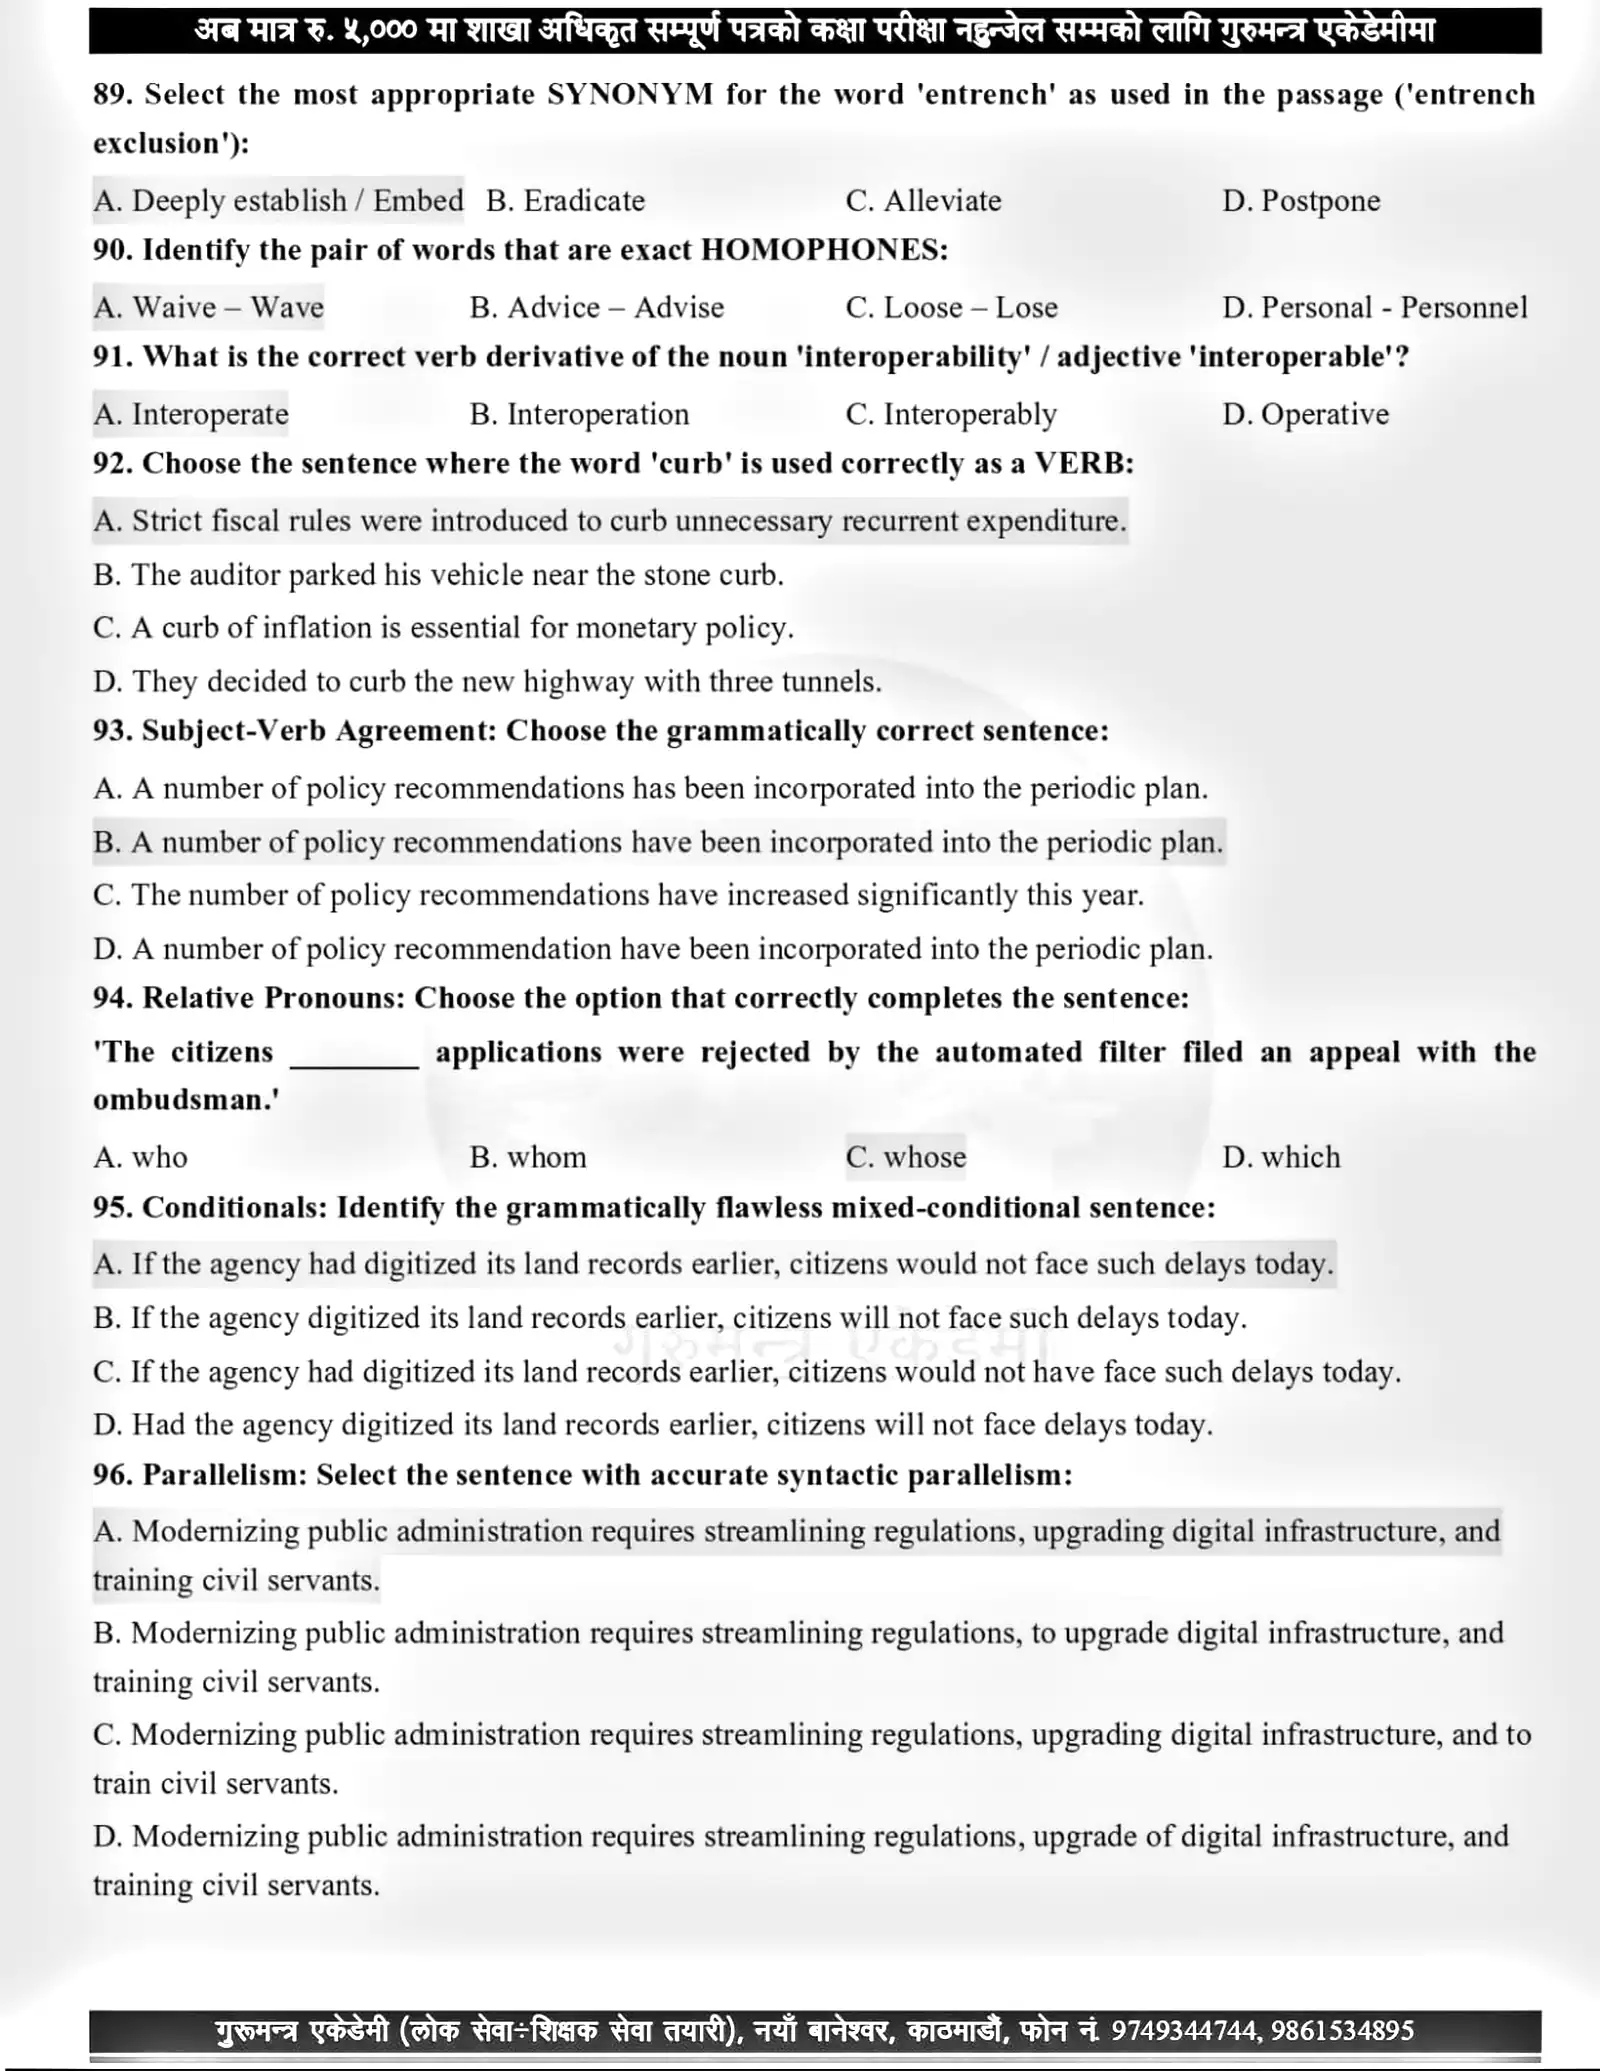 अब मात्र रु. ५,००० मा शाखा अधिकृत सम्पूर्ण पत्रको कक्षा परीक्षा नहुन्जेल सम्मको लागि गुरुमन्त्र एकेडेमीमा
89. Select the most appropriate SYNONYM for the word 'entrench' as used in the passage ('entrench
exclusion'):
A. Deeply establish / Embed B. Eradicate C. Alleviate D. Postpone
90. Identify the pair of words that are exact HOMOPHONES:
A. Waive – Wave B. Advice – Advise C. Loose – Lose D. Personal - Personnel
91. What is the correct verb derivative of the noun 'interoperability' / adjective 'interoperable'?
A. Interoperate B. Interoperation C. Interoperably D. Operative
92. Choose the sentence where the word 'curb' is used correctly as a VERB:
A. Strict fiscal rules were introduced to curb unnecessary recurrent expenditure.
B. The auditor parked his vehicle near the stone curb.
C. A curb of inflation is essential for monetary policy.
D. They decided to curb the new highway with three tunnels.
93. Subject-Verb Agreement: Choose the grammatically correct sentence:
A. A number of policy recommendations has been incorporated into the periodic plan.
B. A number of policy recommendations have been incorporated into the periodic plan.
C. The number of policy recommendations have increased significantly this year.
D. A number of policy recommendation have been incorporated into the periodic plan.
94. Relative Pronouns: Choose the option that correctly completes the sentence:
'The citizens ________ applications were rejected by the automated filter filed an appeal with the
ombudsman.'
A. who B. whom C. whose D. which
95. Conditionals: Identify the grammatically flawless mixed-conditional sentence:
A. If the agency had digitized its land records earlier, citizens would not face such delays today.
B. If the agency digitized its land records earlier, citizens will not face such delays today.
गुरुमन्त्र एकेडेमी
C. If the agency had digitized its land records earlier, citizens would not have face such delays today.
D. Had the agency digitized its land records earlier, citizens will not face delays today.
96. Parallelism: Select the sentence with accurate syntactic parallelism:
A. Modernizing public administration requires streamlining regulations, upgrading digital infrastructure, and
training civil servants.
B. Modernizing public administration requires streamlining regulations, to upgrade digital infrastructure, and
training civil servants.
C. Modernizing public administration requires streamlining regulations, upgrading digital infrastructure, and to
train civil servants.
D. Modernizing public administration requires streamlining regulations, upgrade of digital infrastructure, and
training civil servants.
गुरूमन्त्र एकेडेमी (लोक सेवा÷शिक्षक सेवा तयारी), नयाँ बानेश्वर, काठमाडौं, फोन नं 9749344744, 9861534895